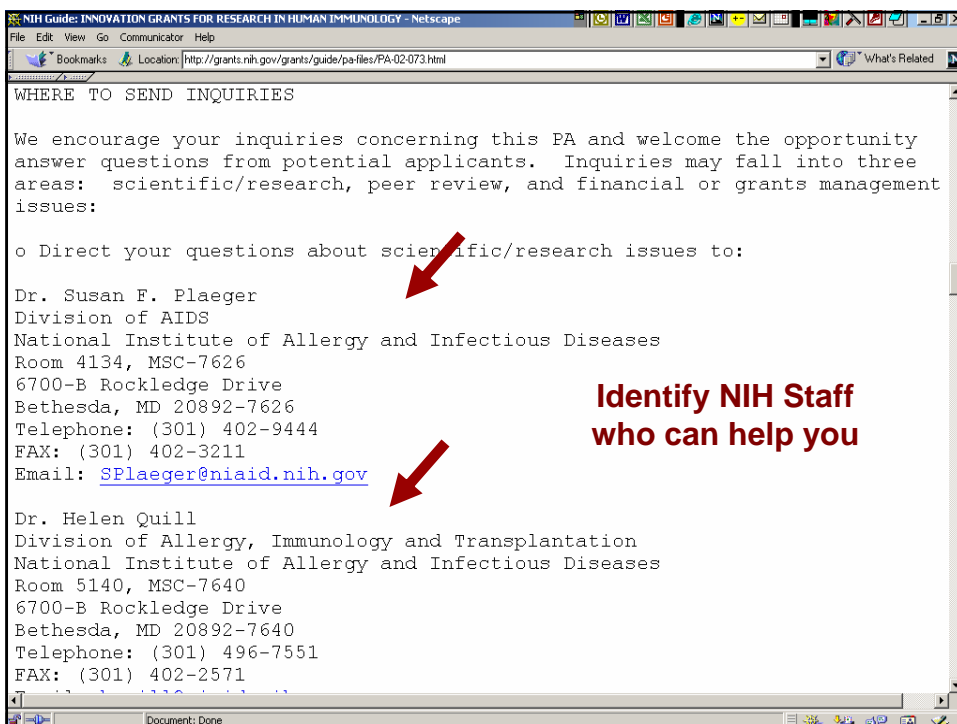 NIH Guide: INNOVATION GRANTS FOR RESEARCH IN HUMAN IMMUNOLOGY - Netscape
File Edit View Go Communicator Help
Bookmarks Location: http://grants.nih.gov/grants/guide/pa-files/PA-02-073.html What's Related
WHERE TO SEND INQUIRIES
We encourage your inquiries concerning this PA and welcome the opportunity
answer questions from potential applicants. Inquiries may fall into three
areas: scientific/research, peer review, and financial or grants management
issues:
o Direct your questions about scientific/research issues to:
Dr. Susan F. Plaeger
Division of AIDS
National Institute of Allergy and Infectious Diseases
Room 4134, MSC-7626
6700-B Rockledge Drive
Bethesda, MD 20892-7626
Telephone: (301) 402-9444
FAX: (301) 402-3211
Email: SPlaeger@niaid.nih.gov
Identify NIH Staff
who can help you
Dr. Helen Quill
Division of Allergy, Immunology and Transplantation
National Institute of Allergy and Infectious Diseases
Room 5140, MSC-7640
6700-B Rockledge Drive
Bethesda, MD 20892-7640
Telephone: (301) 496-7551
FAX: (301) 402-2571
Document: Done